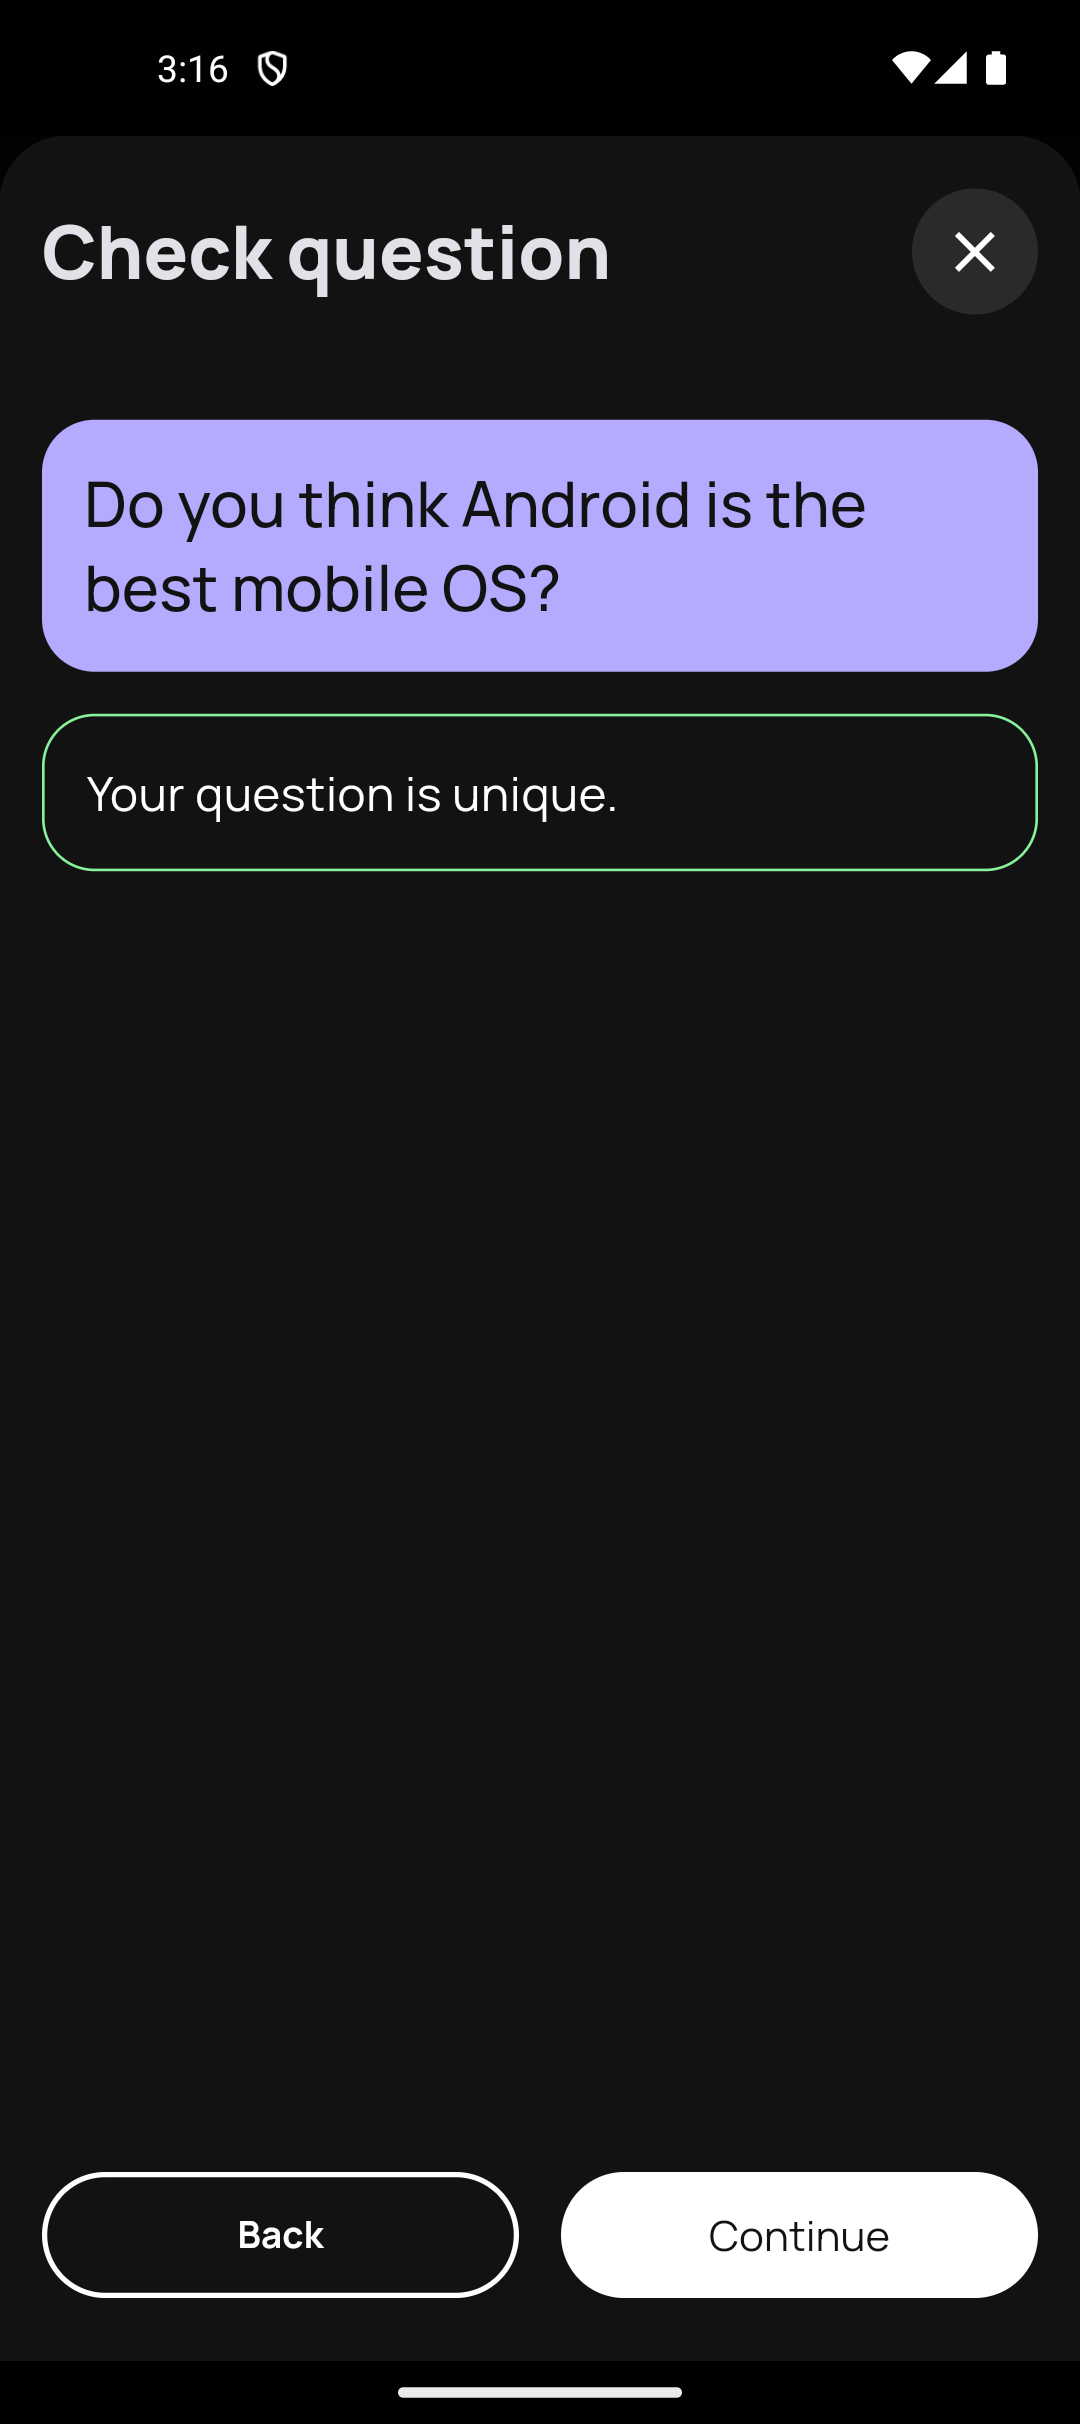 3:16
Check question
Do you think Android is the
best mobile OS?
Your question is unique.
Back
Continue